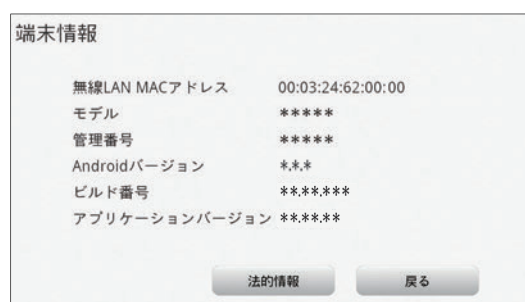 端末情報
無線LAN MACアドレス 00:03:24:62:00:00
モデル *****
管理番号 *****
Androidバージョン *.*.*
ビルド番号 **.**.***
アプリケーションバージョン **.**.**
法的情報 戻る